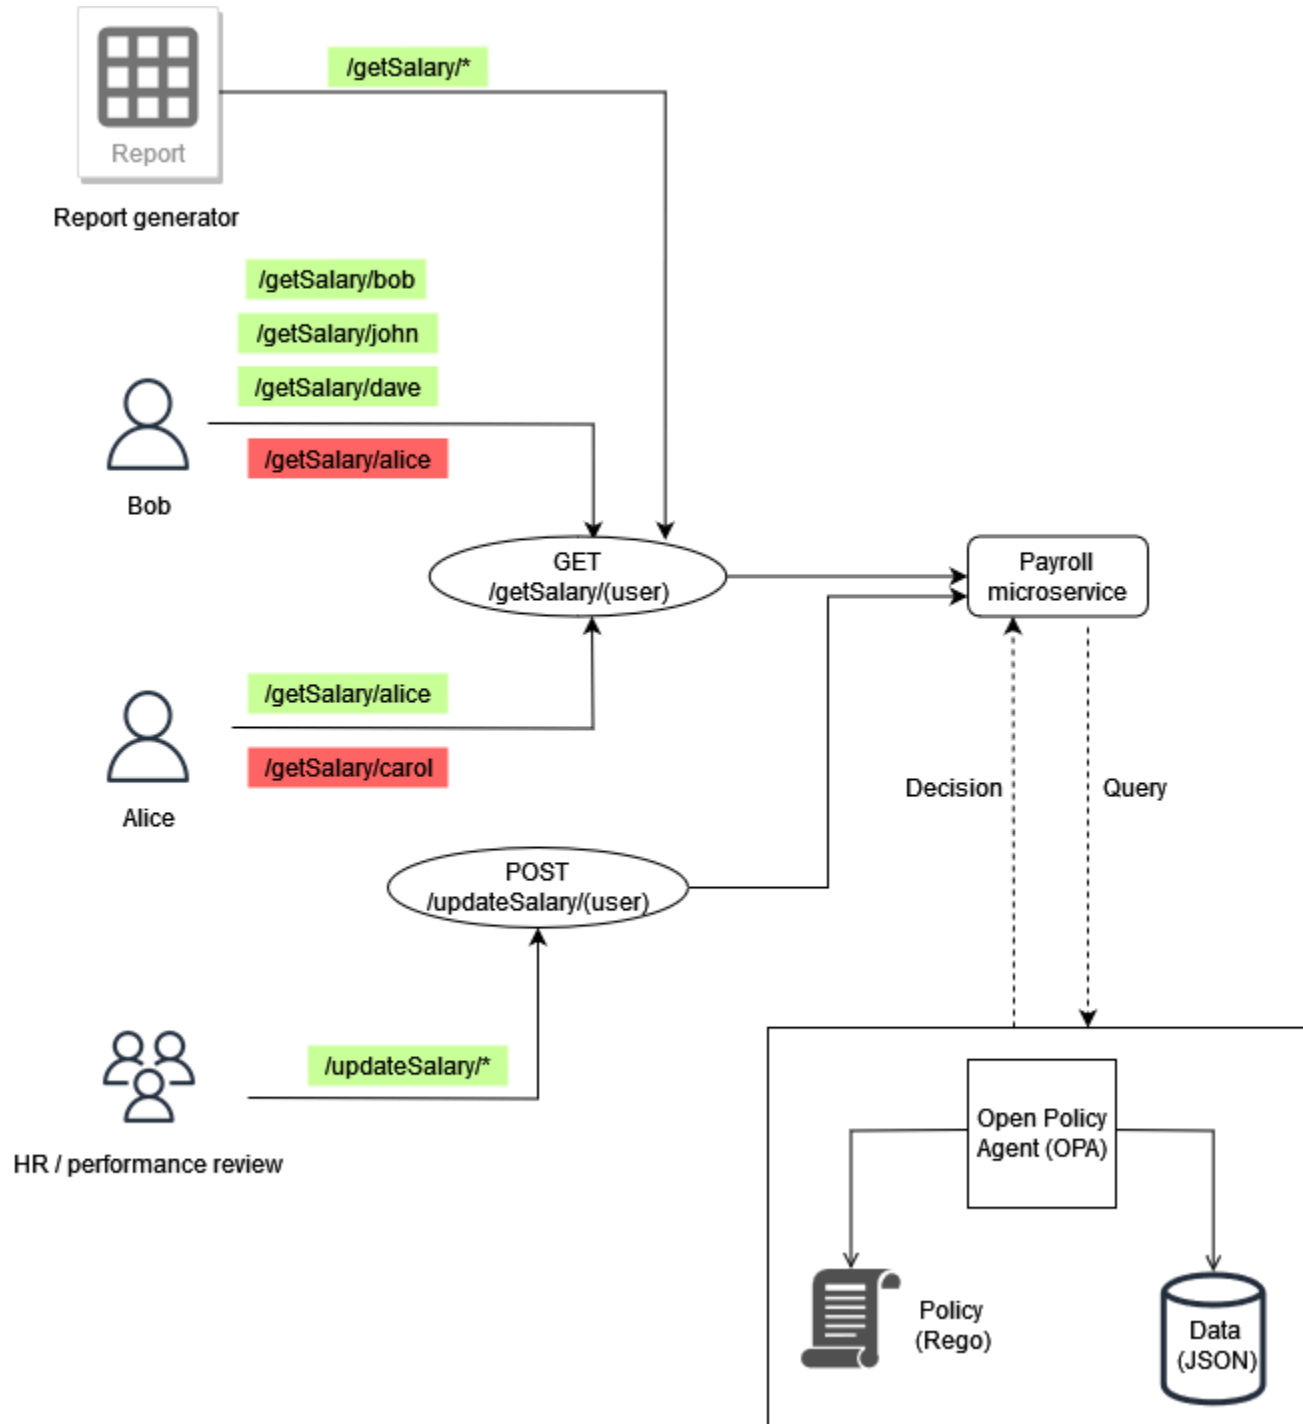 /getSalary/*
Report
Report generator
/getSalary/bob
/getSalary/john
/getSalary/dave
/getSalary/alice
Bob
GET
/getSalary/(user)
Payroll
microservice
/getSalary/alice
/getSalary/carol
Alice
Decision
Query
POST
/updateSalary/(user)
/updateSalary/*
HR / performance review
Open Policy
Agent (OPA)
Policy
(Rego)
Data
(JSON)